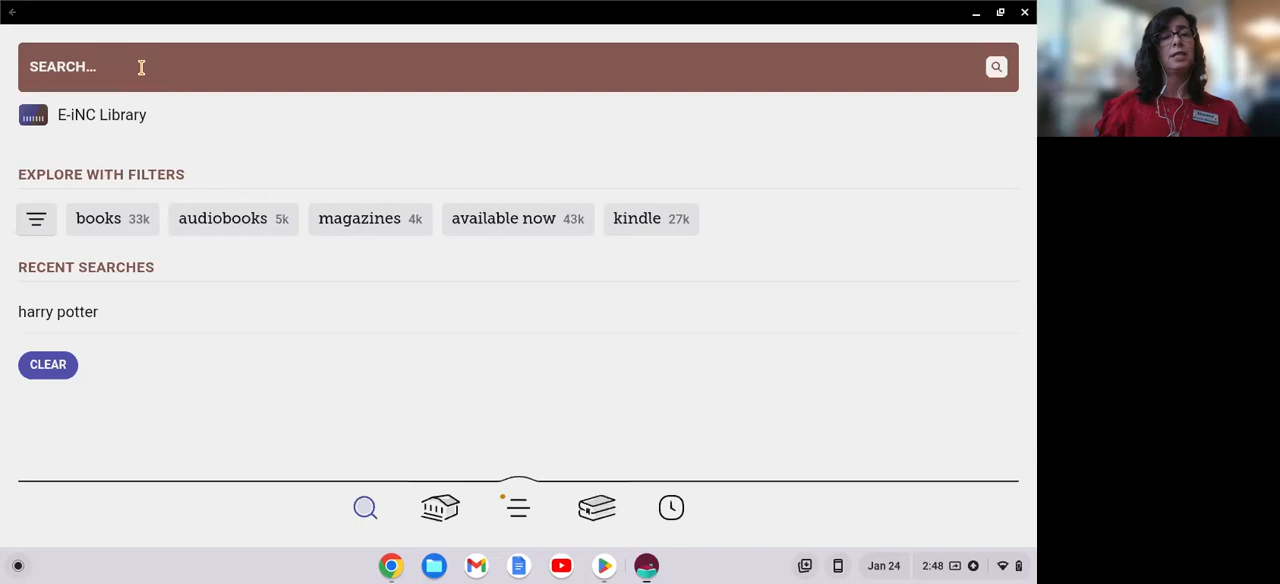 SEARCH...
E-iNC Library
EXPLORE WITH FILTERS
books 33k audiobooks 5k magazines 4k available now 43k kindle 27k
RECENT SEARCHES
harry potter
CLEAR
Jan 24 2:48